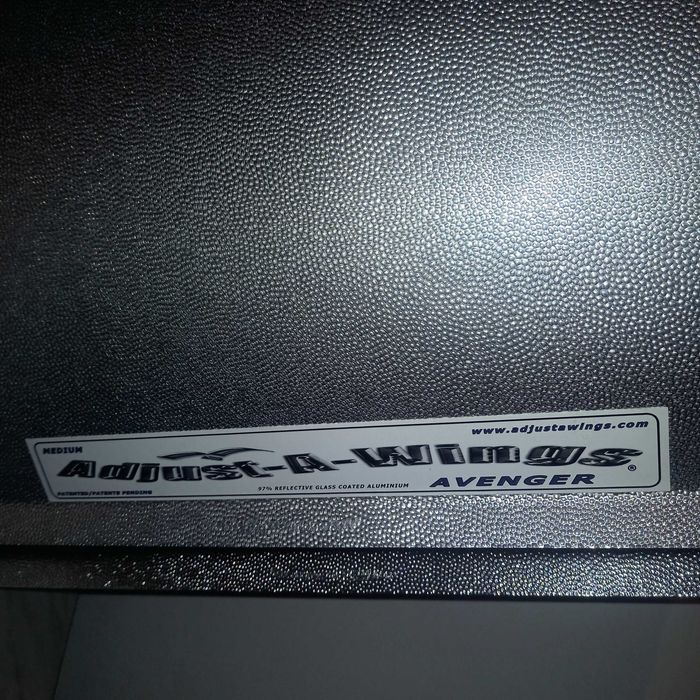 www.adjustawings.com
MEDIUM
Adjust-A-Wings®
AVENGER
97% REFLECTIVE GLASS COATED ALUMINIUM
PATENTED/PATENTS PENDING